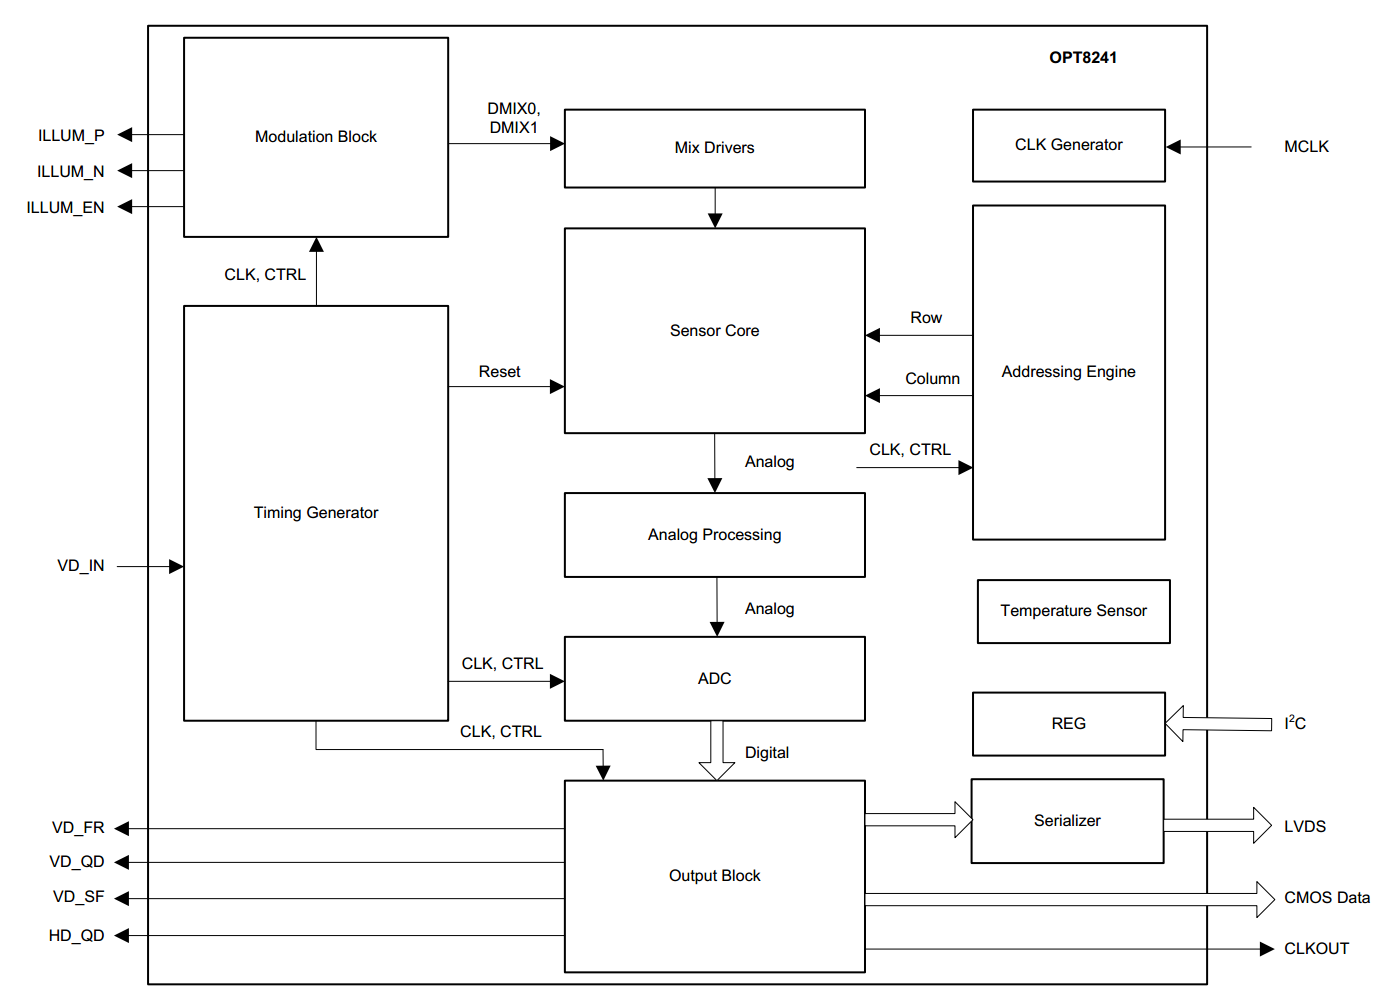 OPT8241
DMIX0,
DMIX1
ILLUM_P
Modulation Block
Mix Drivers
CLK Generator
MCLK
ILLUM_N
ILLUM_EN
CLK, CTRL
Row
Sensor Core
Reset
Column
Addressing Engine
CLK, CTRL
Analog
Timing Generator
Analog Processing
VD_IN
Analog
Temperature Sensor
CLK, CTRL
ADC
CLK, CTRL
REG
I²C
Digital
Serializer
LVDS
VD_FR
VD_QD
Output Block
VD_SF
CMOS Data
HD_QD
CLKOUT